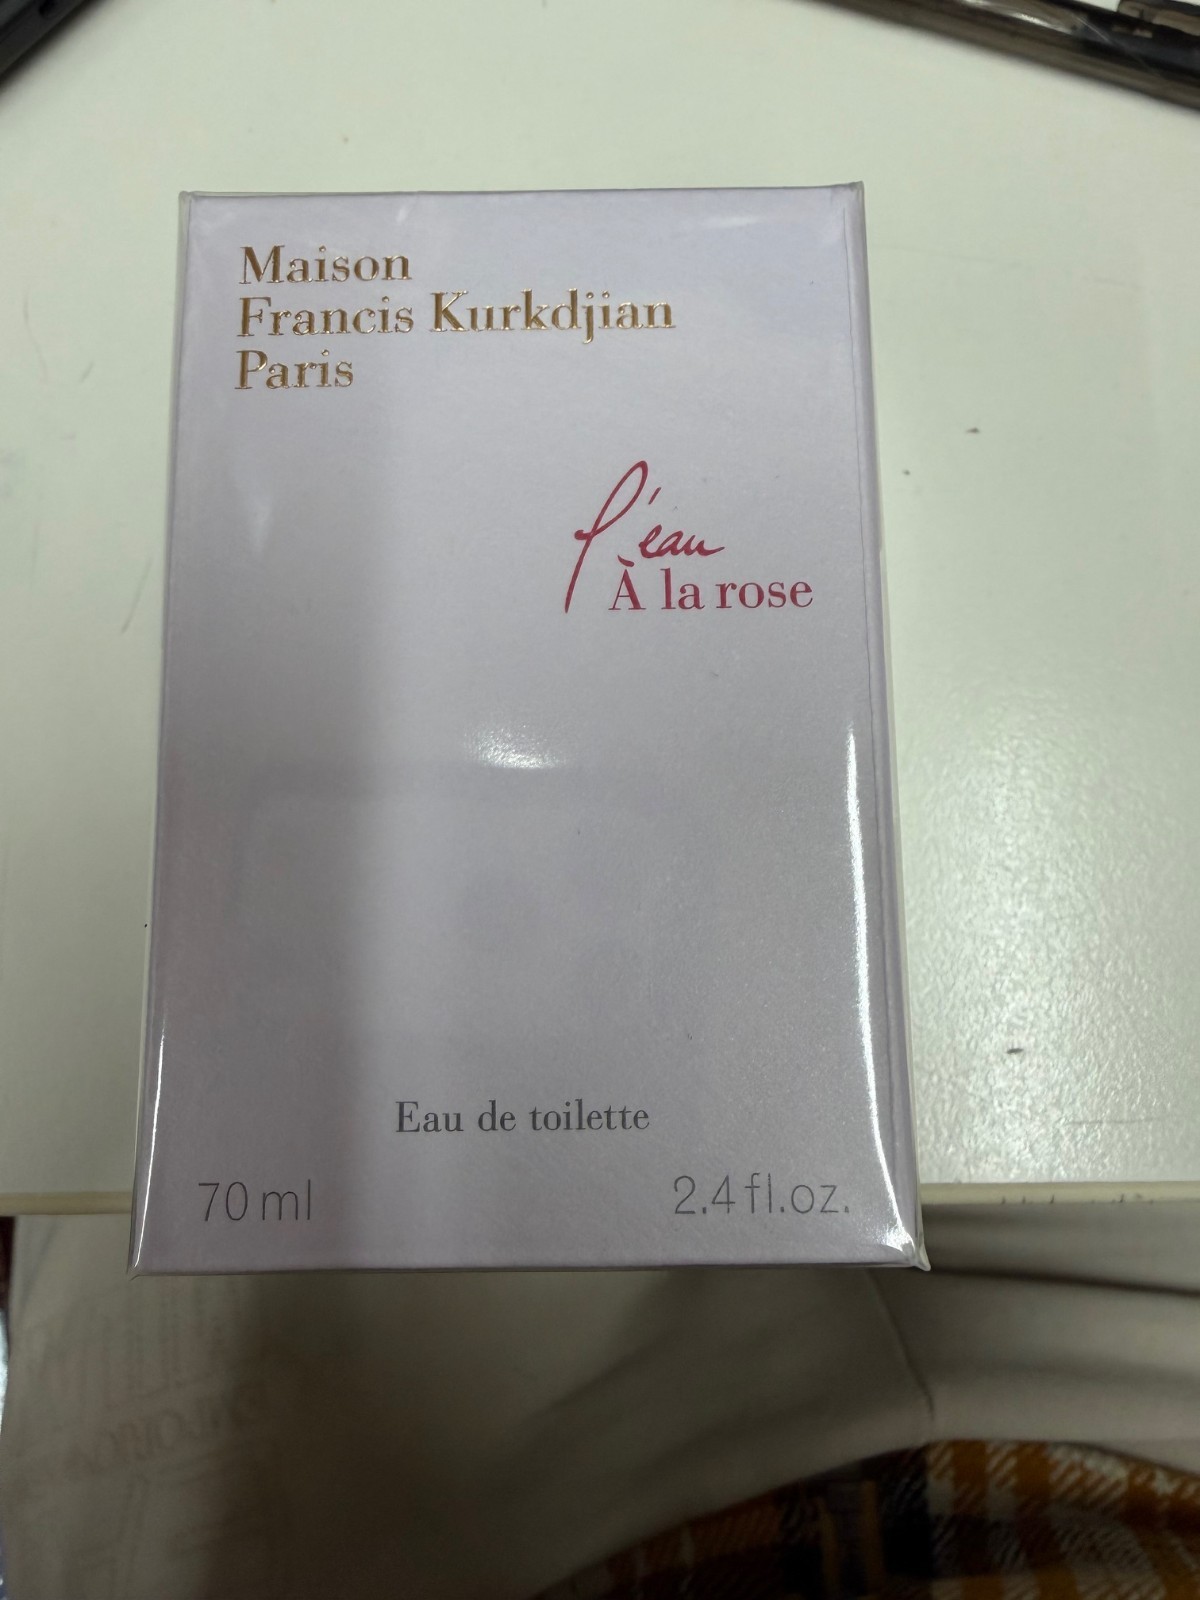 Maison
Francis Kurkdjian
Paris
l'eau
À la rose
Eau de toilette
70 ml
2.4 fl.oz.